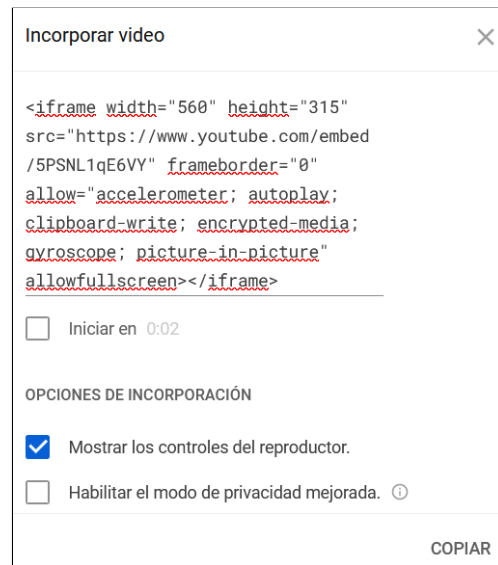 Incorporar video
<iframe width="560" height="315"
src="https://www.youtube.com/embed
/5PSNL1qE6VY" frameborder="0"
allow="accelerometer; autoplay;
clipboard-write; encrypted-media;
gyroscope; picture-in-picture"
allowfullscreen></iframe>
Iniciar en 0:02
OPCIONES DE INCORPORACIÓN
Mostrar los controles del reproductor.
Habilitar el modo de privacidad mejorada.
COPIAR